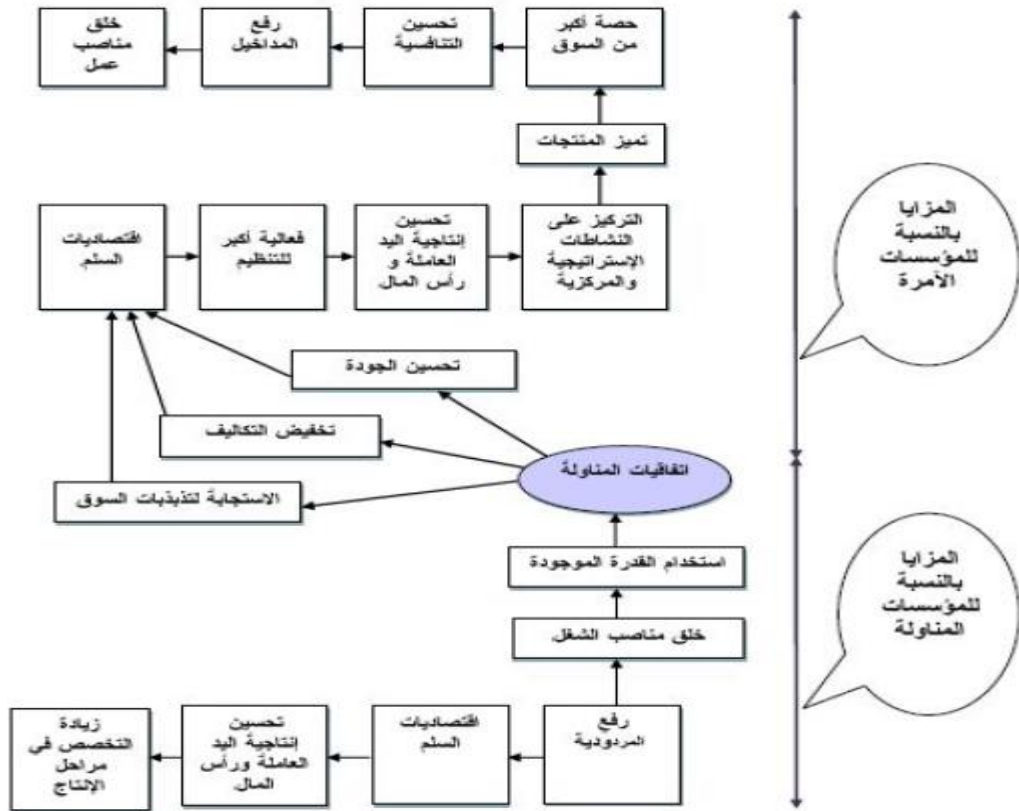 حصة أكبر
من السوق
تحسين
التنافسية
رفع
المداخيل
خلق
مناصب
عمل
تميز المنتجات
المزايا
بالنسبة
للمؤسسات
الآمرة
التركيز على
النشاطات
الإستراتيجية
والمركزية
تحسين
إنتاجية اليد
العاملة و
رأس المال
فعالية أكبر
للتنظيم
اقتصاديات
السلم
تحسين الجودة
تخفيض التكاليف
اتفاقيات المناولة
الاستجابة لتذبذبات السوق
المزايا
بالنسبة
للمؤسسات
المناولة
استخدام القدرة الموجودة
خلق مناصب الشغل
رفع
المردودية
اقتصاديات
السلم
تحسين
إنتاجية اليد
العاملة ورأس
المال
زيادة
التخصص في
مراحل
الإنتاج